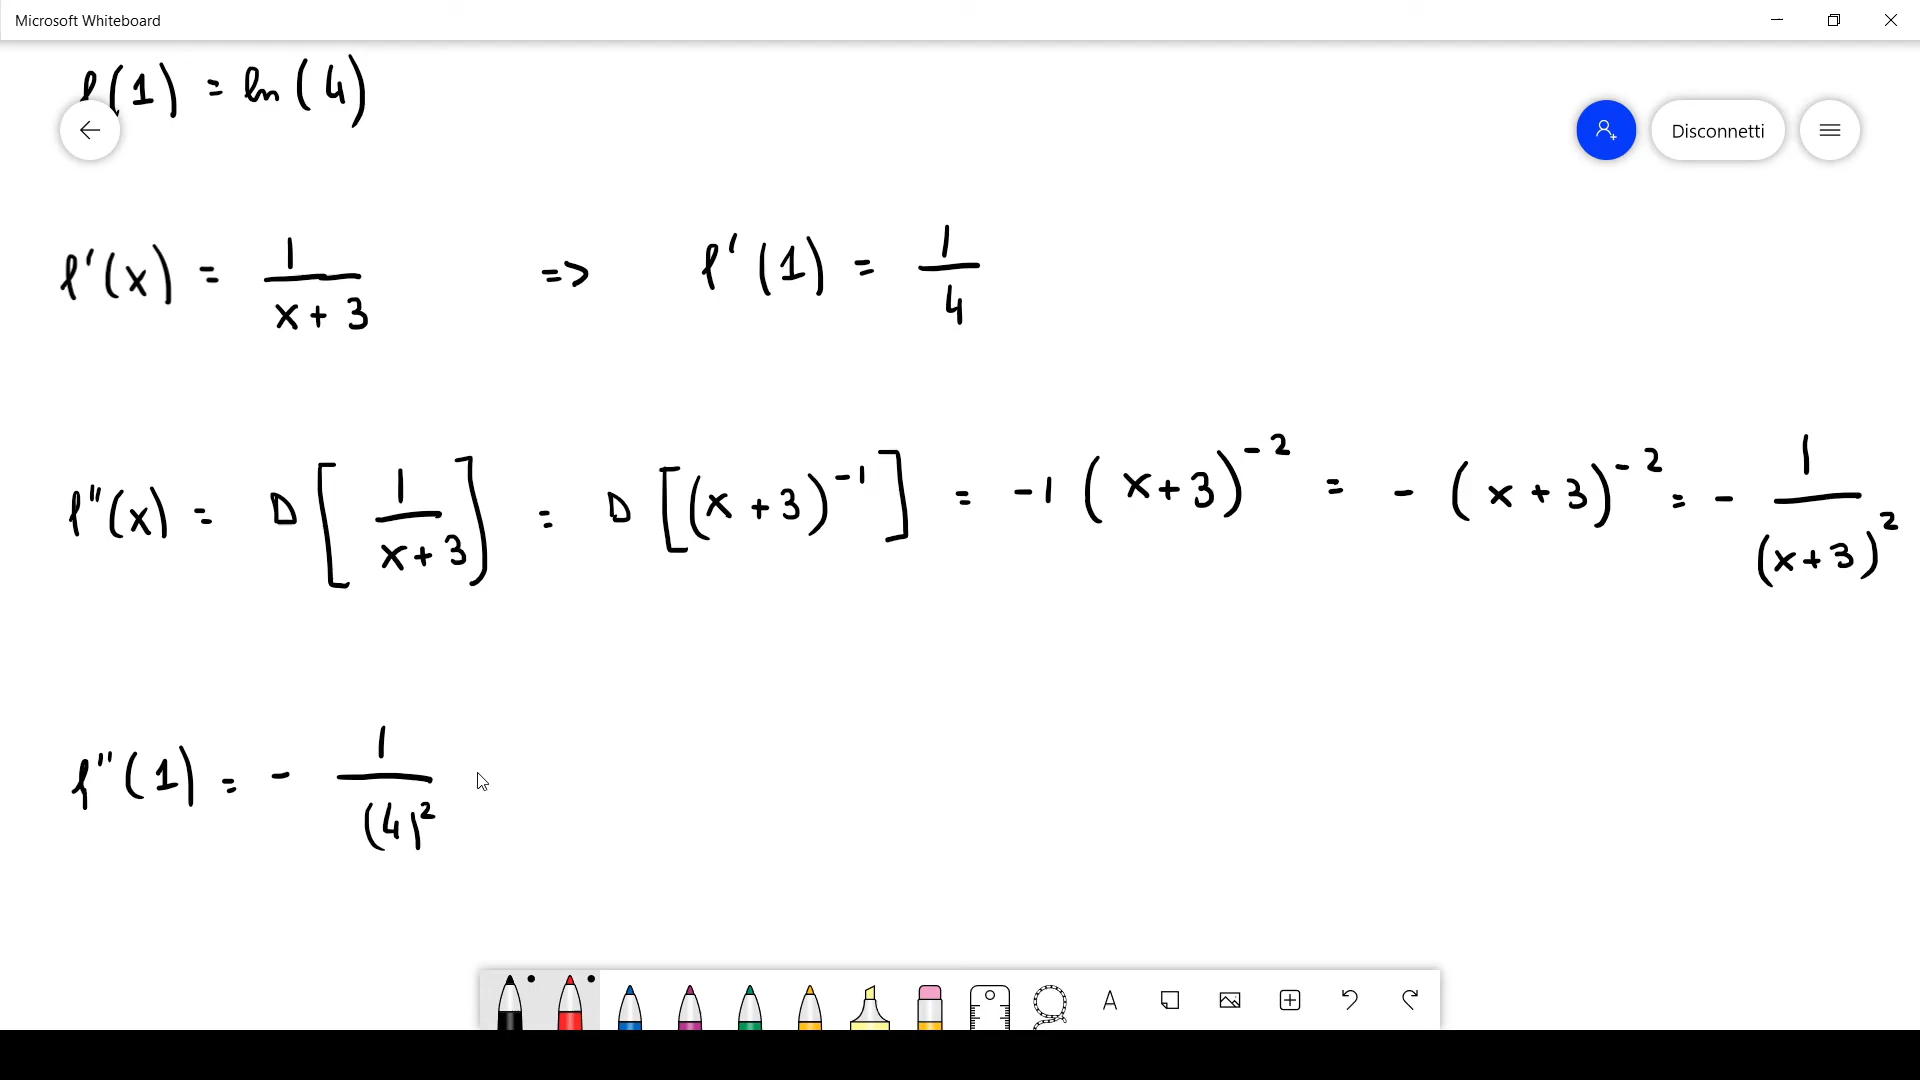 Microsoft Whiteboard
f(1) = ln(4)
Disconnetti
f'(x) = 1/(x+3) => f'(1) = 1/4
f''(x) = D[1/(x+3)] = D[(x+3)^-1] = -1(x+3)^-2 = -(x+3)^-2 = - 1/(x+3)^2
f''(1) = - 1/(4)^2
A